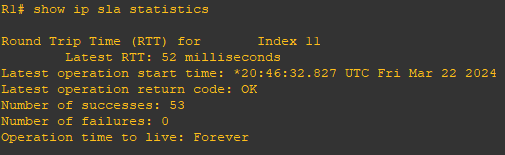 R1# show ip sla statistics
Round Trip Time (RTT) for       Index 11
        Latest RTT: 52 milliseconds
Latest operation start time: *20:46:32.827 UTC Fri Mar 22 2024
Latest operation return code: OK
Number of successes: 53
Number of failures: 0
Operation time to live: Forever